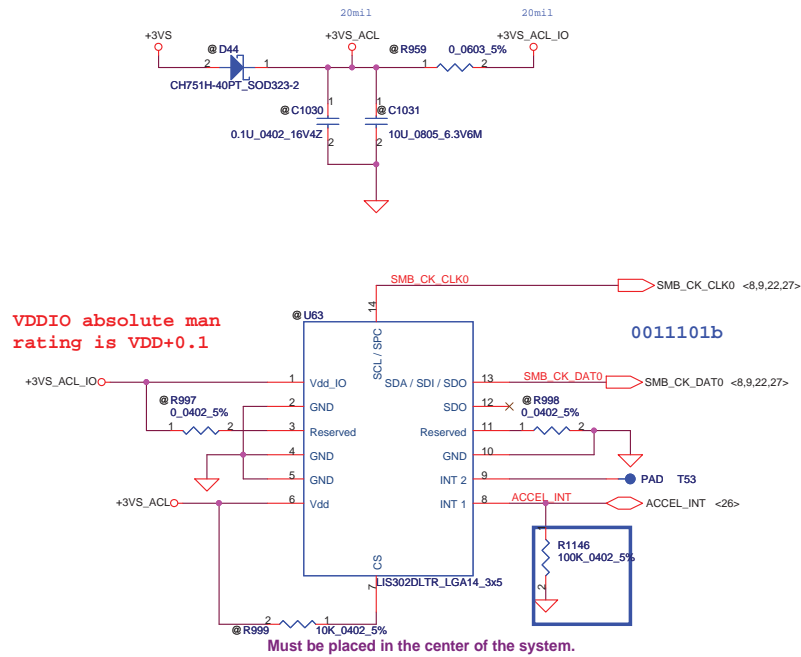 20mil 20mil
+3VS @ D44 +3VS_ACL @ R959 0_0603_5% +3VS_ACL_IO
2 1 1 2
CH751H-40PT_SOD323-2
1 1
@ C1030 @ C1031
0.1U_0402_16V4Z 10U_0805_6.3V6M
2 2
SMB_CK_CLK0
SMB_CK_CLK0 <8,9,22,27>
14
@ U63
VDDIO absolute man
rating is VDD+0.1
0011101b
SCL / SPC
+3VS_ACL_IO 1 Vdd_IO SDA / SDI / SDO 13 SMB_CK_DAT0 SMB_CK_DAT0 <8,9,22,27>
@ R997 2 GND SDO 12 @ R998
0_0402_5% 0_0402_5%
1 2 3 Reserved Reserved 11 1 2
4 GND GND 10
5 GND INT 2 9 PAD T53
+3VS_ACL 6 Vdd INT 1 8 ACCEL_INT ACCEL_INT <26>
1
R1146
100K_0402_5%
2
CS
7
LIS302DLTR_LGA14_3x5
2 1
@ R999 10K_0402_5%
Must be placed in the center of the system.